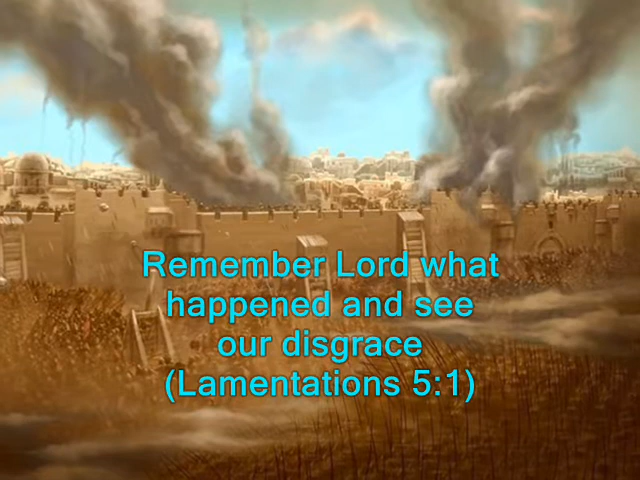 Remember Lord what
happened and see
our disgrace
(Lamentations 5:1)